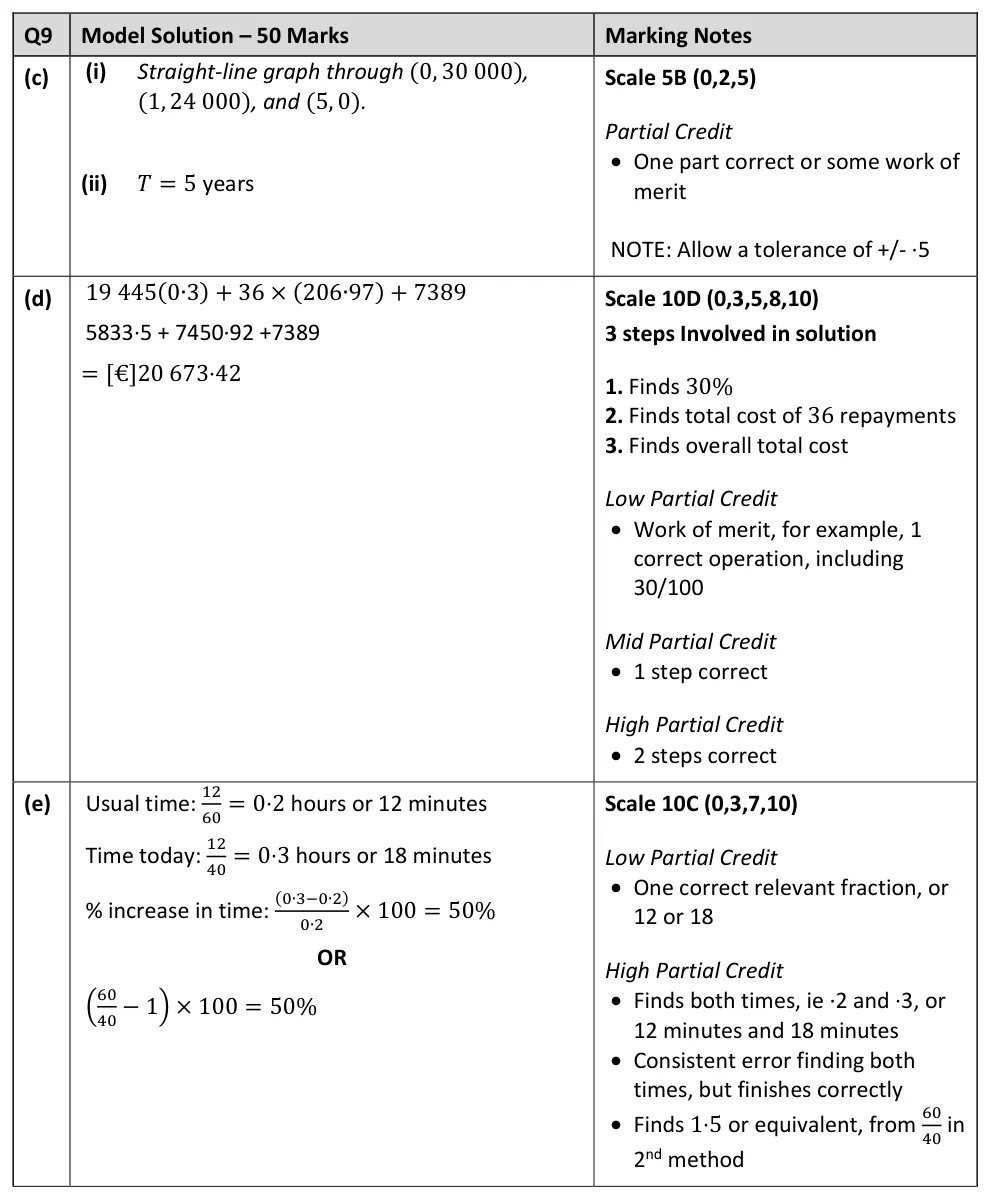 Q9 Model Solution – 50 Marks Marking Notes
(c) (i) Straight-line graph through (0, 30 000),
(1, 24 000), and (5, 0).
(ii) T = 5 years
Scale 5B (0,2,5)
Partial Credit
• One part correct or some work of
merit
NOTE: Allow a tolerance of +/- ·5
(d) 19 445(0·3) + 36 × (206·97) + 7389
5833·5 + 7450·92 +7389
= [€]20 673·42
Scale 10D (0,3,5,8,10)
3 steps Involved in solution
1. Finds 30%
2. Finds total cost of 36 repayments
3. Finds overall total cost
Low Partial Credit
• Work of merit, for example, 1
correct operation, including
30/100
Mid Partial Credit
• 1 step correct
High Partial Credit
• 2 steps correct
(e) Usual time: 12/60 = 0·2 hours or 12 minutes
Time today: 12/40 = 0·3 hours or 18 minutes
% increase in time: (0·3−0·2)/0·2 × 100 = 50%
OR
(60/40 − 1) × 100 = 50%
Scale 10C (0,3,7,10)
Low Partial Credit
• One correct relevant fraction, or
12 or 18
High Partial Credit
• Finds both times, ie ·2 and ·3, or
12 minutes and 18 minutes
• Consistent error finding both
times, but finishes correctly
• Finds 1·5 or equivalent, from 60/40 in
2nd method